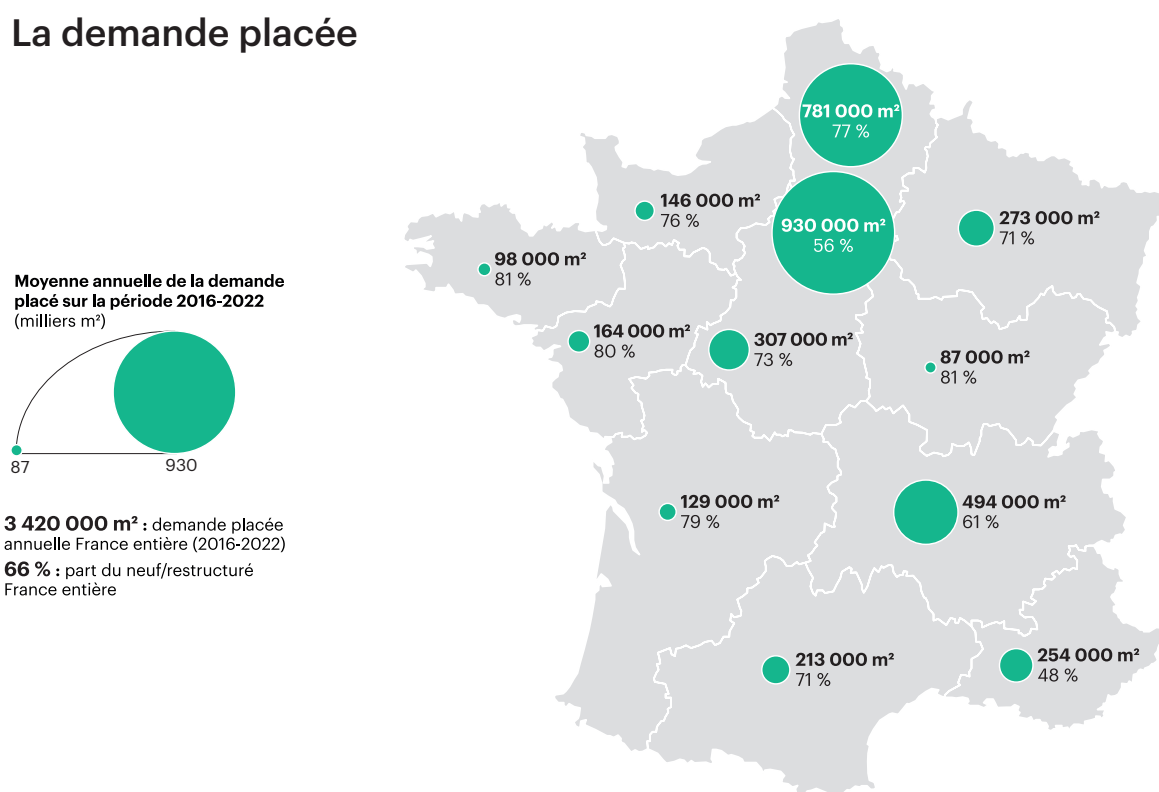 La demande placée
781 000 m²
77 %
146 000 m²
76 %
930 000 m²
56 %
273 000 m²
71 %
98 000 m²
81 %
Moyenne annuelle de la demande
placé sur la période 2016-2022
(milliers m²)
87
930
164 000 m²
80 %
307 000 m²
73 %
87 000 m²
81 %
3 420 000 m² : demande placée
annuelle France entière (2016-2022)
66 % : part du neuf/restructuré
France entière
129 000 m²
79 %
494 000 m²
61 %
213 000 m²
71 %
254 000 m²
48 %